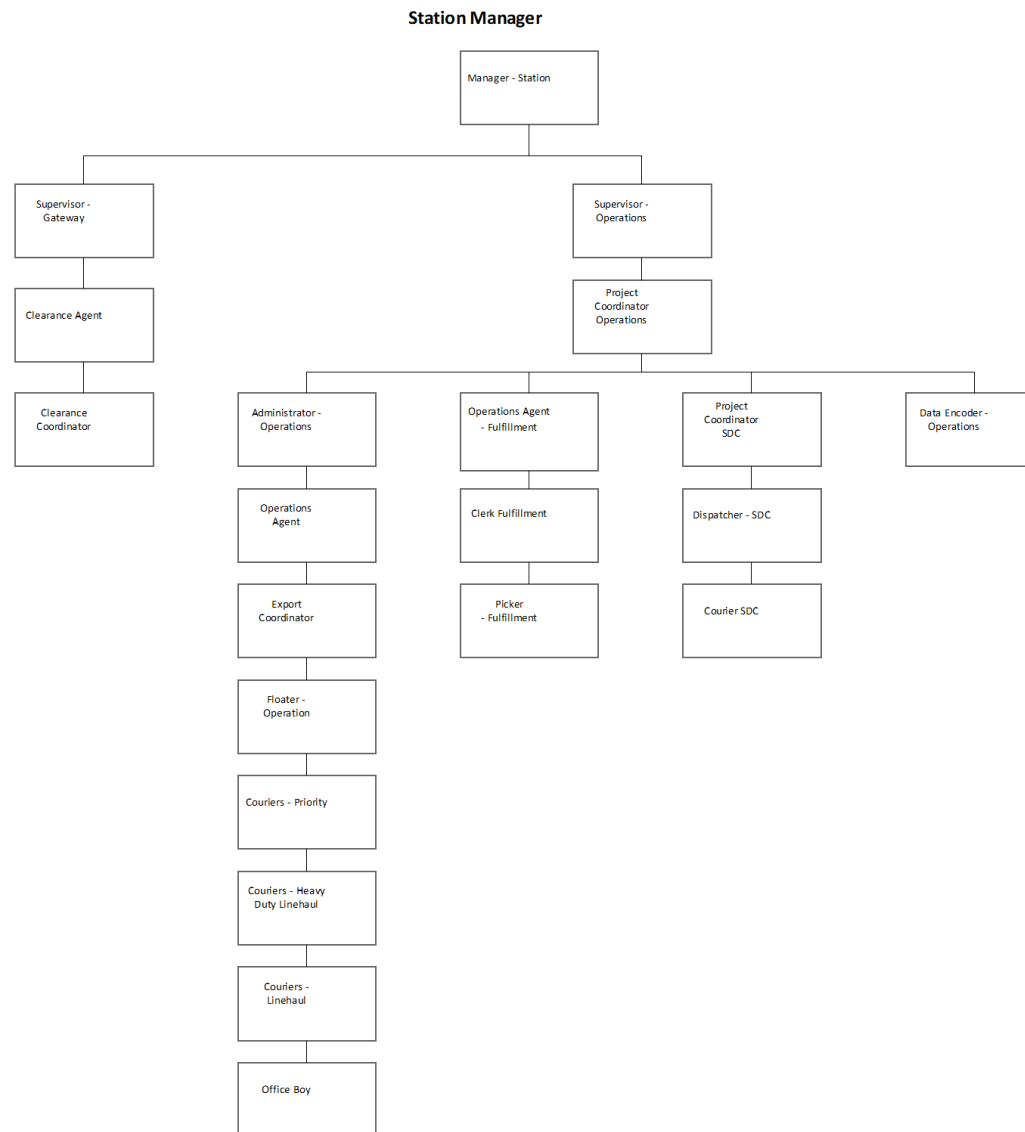 Station Manager
Manager - Station
Supervisor -
Gateway
Supervisor -
Operations
Clearance Agent
Project
Coordinator
Operations
Clearance
Coordinator
Administrator -
Operations
Operations Agent
- Fulfillment
Project
Coordinator
SDC
Data Encoder -
Operations
Operations
Agent
Clerk Fulfillment
Dispatcher - SDC
Export
Coordinator
Picker
- Fulfillment
Courier SDC
Floater -
Operation
Couriers - Priority
Couriers - Heavy
Duty Linehaul
Couriers -
Linehaul
Office Boy